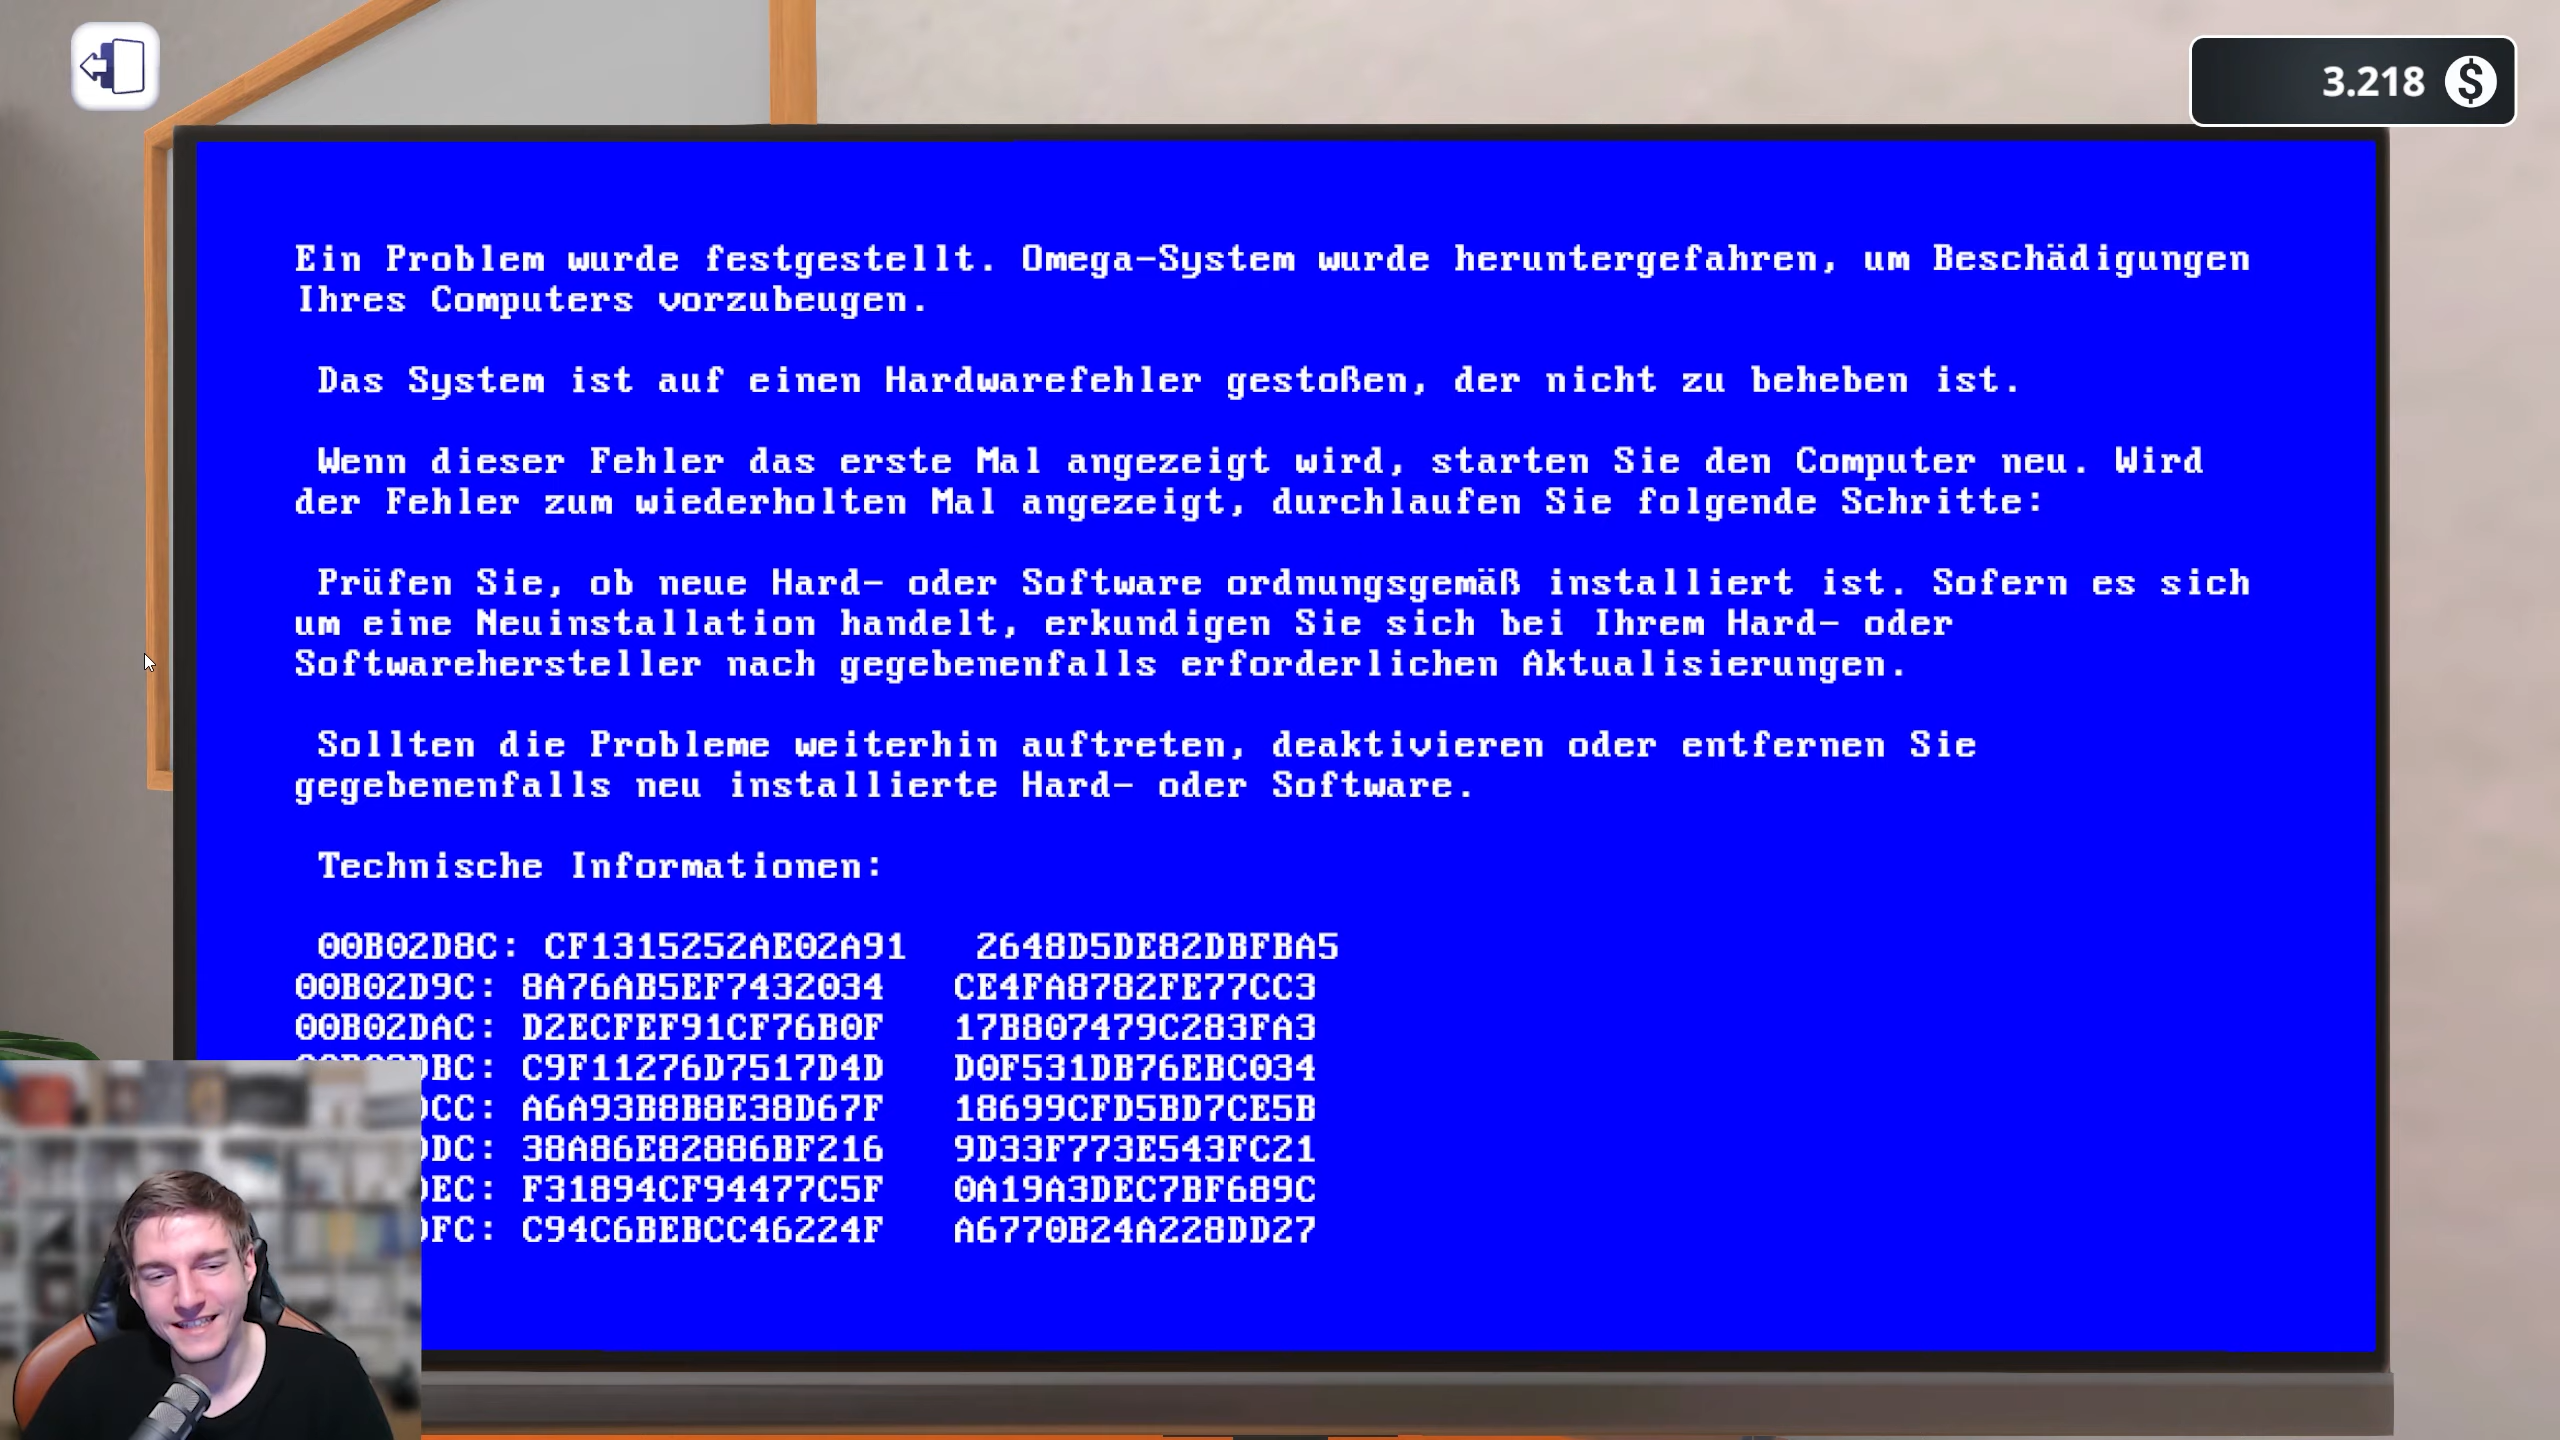 3.218
Ein Problem wurde festgestellt. Omega-System wurde heruntergefahren, um Beschädigungen
Ihres Computers vorzubeugen.
Das System ist auf einen Hardwarefehler gestoßen, der nicht zu beheben ist.
Wenn dieser Fehler das erste Mal angezeigt wird, starten Sie den Computer neu. Wird
der Fehler zum wiederholten Mal angezeigt, durchlaufen Sie folgende Schritte:
Prüfen Sie, ob neue Hard- oder Software ordnungsgemäß installiert ist. Sofern es sich
um eine Neuinstallation handelt, erkundigen Sie sich bei Ihrem Hard- oder
Softwarehersteller nach gegebenenfalls erforderlichen Aktualisierungen.
Sollten die Probleme weiterhin auftreten, deaktivieren oder entfernen Sie
gegebenenfalls neu installierte Hard- oder Software.
Technische Informationen:
00B02D8C: CF1315252AE02A91 2648D5DE82DBFBA5
00B02D9C: 8A76AB5EF7432034 CE4FA8782FE77CC3
00B02DAC: D2ECFEF91CF76B0F 17B807479C283FA3
BC: C9F11276D7517D4D D0F531DB76EBC034
CC: A6A93B8B8E38D67F 18699CFD5BD7CE5B
DC: 38A86E82886BF216 9D33F773E543FC21
EC: F31894CF94477C5F 0A19A3DEC7BF689C
FC: C94C6BEBCC46224F A6770B24A228DD27